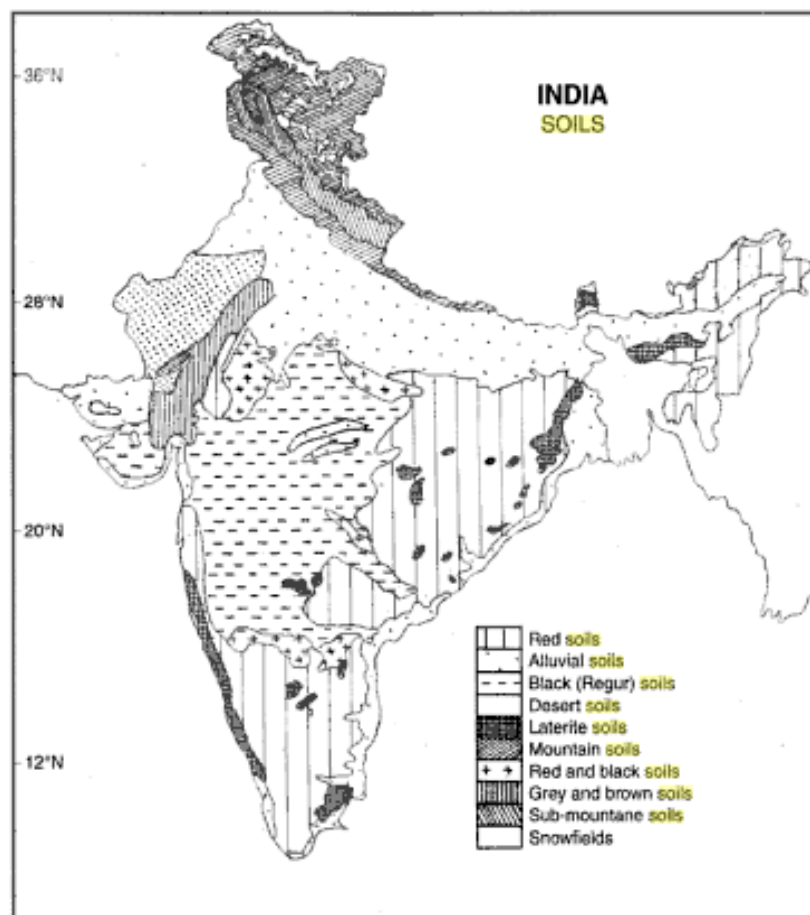 INDIA
SOILS
36°N
28°N
20°N
12°N
Red soils
Alluvial soils
Black (Regur) soils
Desert soils
Laterite soils
Mountain soils
Red and black soils
Grey and brown soils
Sub-mountane soils
Snowfields